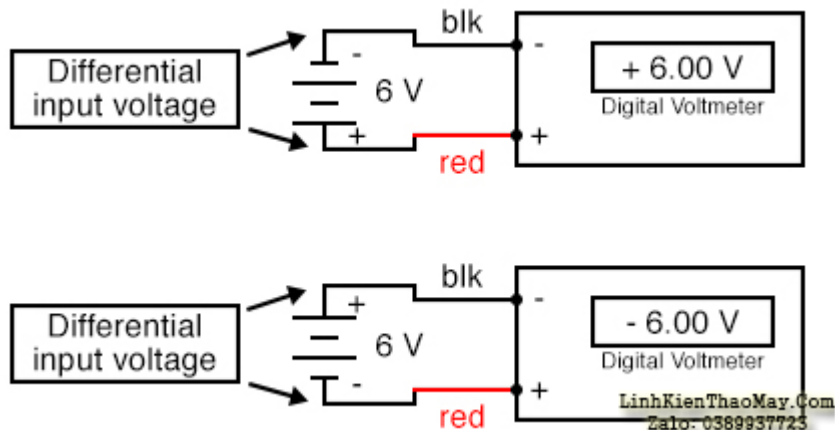 blk
-
-
+ 6.00 V
Differential
input voltage
6 V
Digital Voltmeter
+
+
red
blk
+
-
- 6.00 V
Differential
input voltage
6 V
Digital Voltmeter
-
+
red
LinhKienThaoMay.Com
Zalo: 0389937723